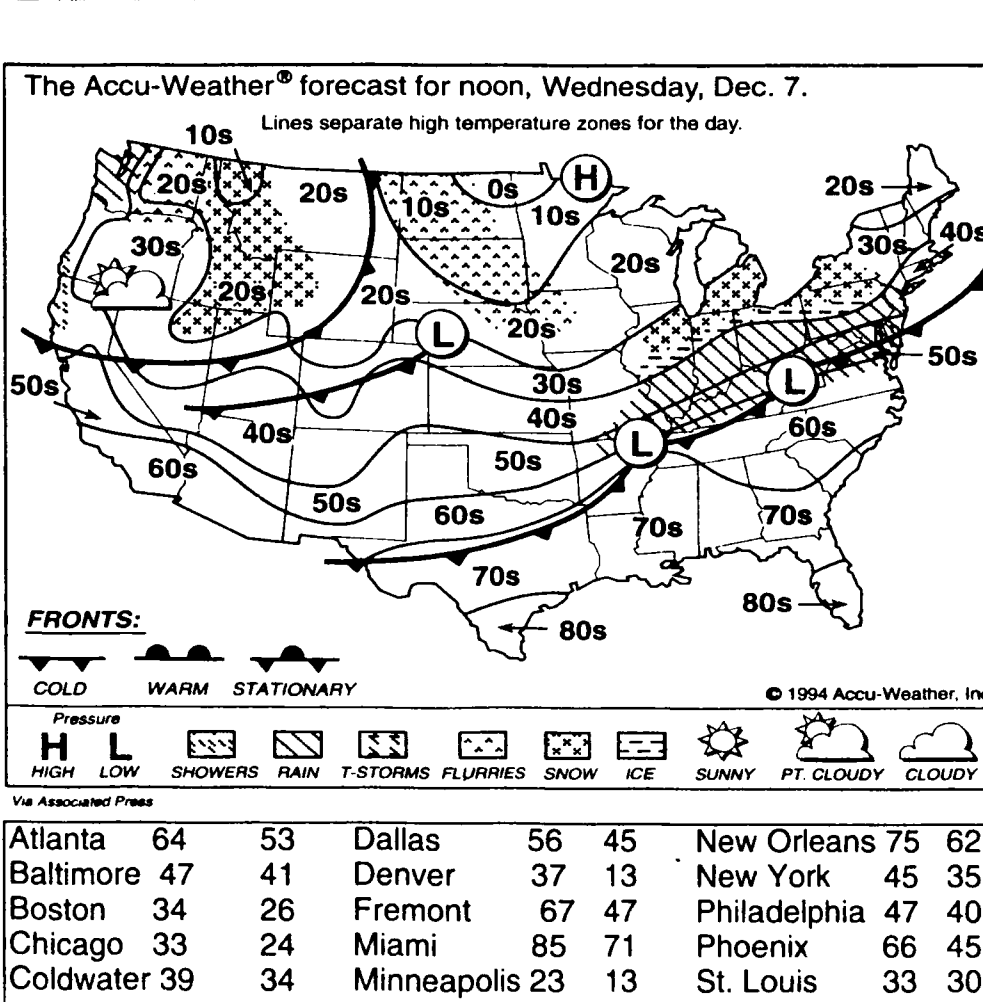 The Accu-Weather® forecast for noon, Wednesday, Dec. 7.
Lines separate high temperature zones for the day.
10s
20s
20s
10s
0s
H
10s
20s
30s
40s
30s
20s
20s
20s
20s
L
20s
30s
50s
50s
40s
40s
L
60s
L
60s
50s
50s
60s
70s
70s
70s
80s
80s
FRONTS:
COLD WARM STATIONARY
© 1994 Accu-Weather, Inc
Pressure
H L
HIGH LOW SHOWERS RAIN T-STORMS FLURRIES SNOW ICE SUNNY PT. CLOUDY CLOUDY
Via Associated Press
Atlanta 64 53 Dallas 56 45 New Orleans 75 62
Baltimore 47 41 Denver 37 13 New York 45 35
Boston 34 26 Fremont 67 47 Philadelphia 47 40
Chicago 33 24 Miami 85 71 Phoenix 66 45
Coldwater 39 34 Minneapolis 23 13 St. Louis 33 30